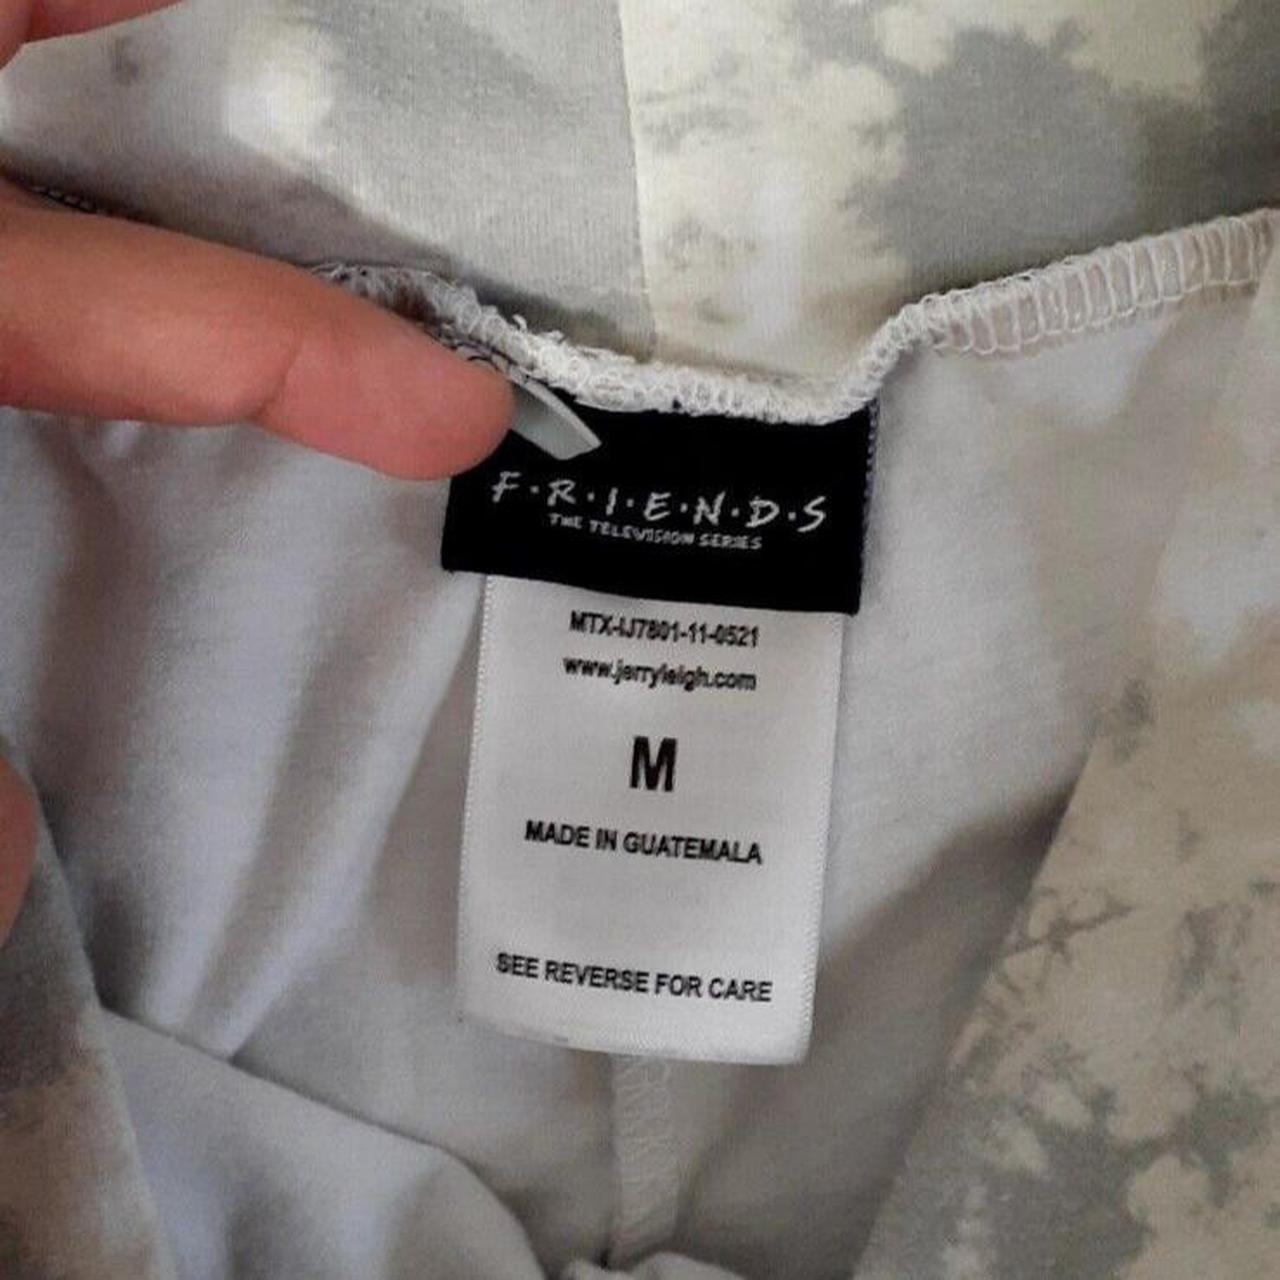 F·R·I·E·N·D·S
THE TELEVISION SERIES
MTX-IJ7801-11-0521
www.jerryleigh.com
M
MADE IN GUATEMALA
SEE REVERSE FOR CARE